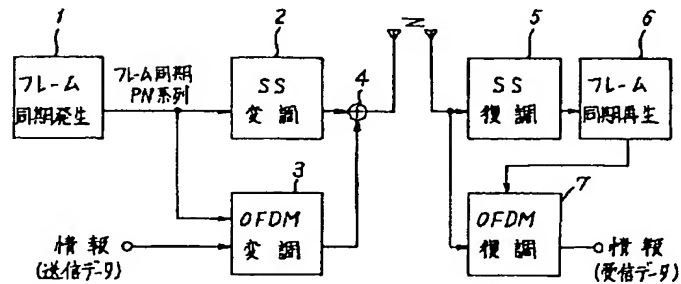 1
フレーム
同期発生
フレーム同期
PN系列
2
SS
変調
3
OFDM
変調
情報
(送信データ)
4
5
SS
復調
6
フレーム
同期再生
7
OFDM
復調
情報
(受信データ)